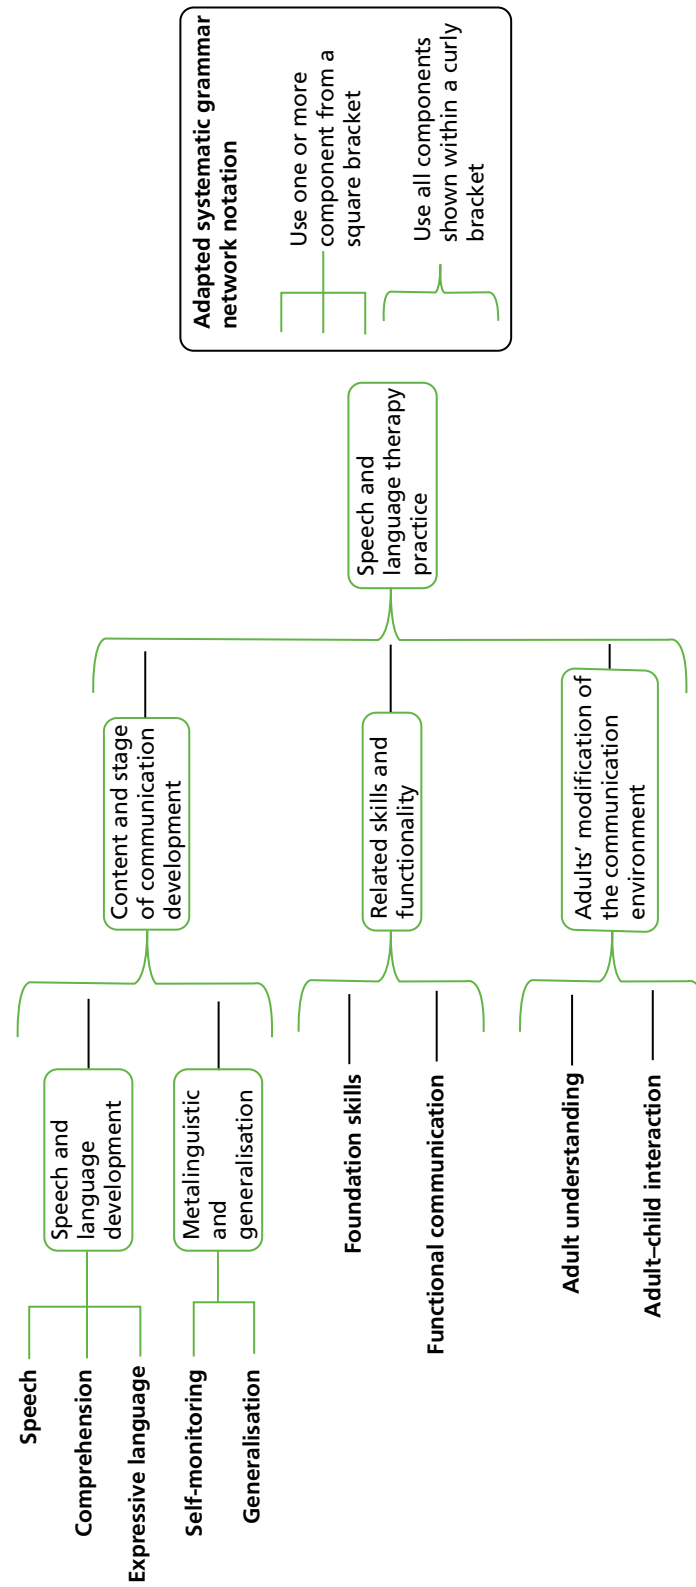 Speech
Comprehension
Expressive language
Self-monitoring
Generalisation
Speech and
language
development
Metalinguistic
and
generalisation
Foundation skills
Functional communication
Adult understanding
Adult–child interaction
Content and stage
of communication
development
Related skills and
functionality
Adults’ modification of
the communication
environment
Speech and
language therapy
practice
Adapted systematic grammar
network notation
Use one or more
component from a
square bracket
Use all components
shown within a curly
bracket